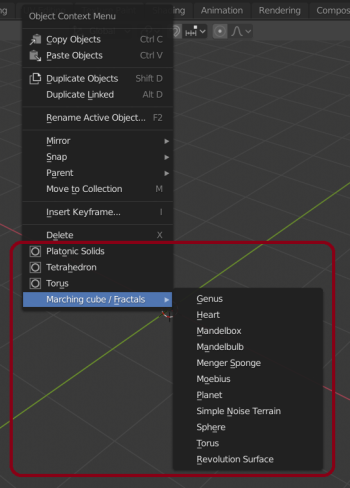 Object Context Menu
Animation
Rendering
Compos
Copy Objects Ctrl C
Paste Objects Ctrl V
Duplicate Objects Shift D
Duplicate Linked Alt D
Rename Active Object... F2
Mirror
Snap
Parent
Move to Collection M
Insert Keyframe... I
Delete X
Platonic Solids
Tetrahedron
Torus
Marching cube / Fractals
Genus
Heart
Mandelbox
Mandelbulb
Menger Sponge
Moebius
Planet
Simple Noise Terrain
Sphere
Torus
Revolution Surface